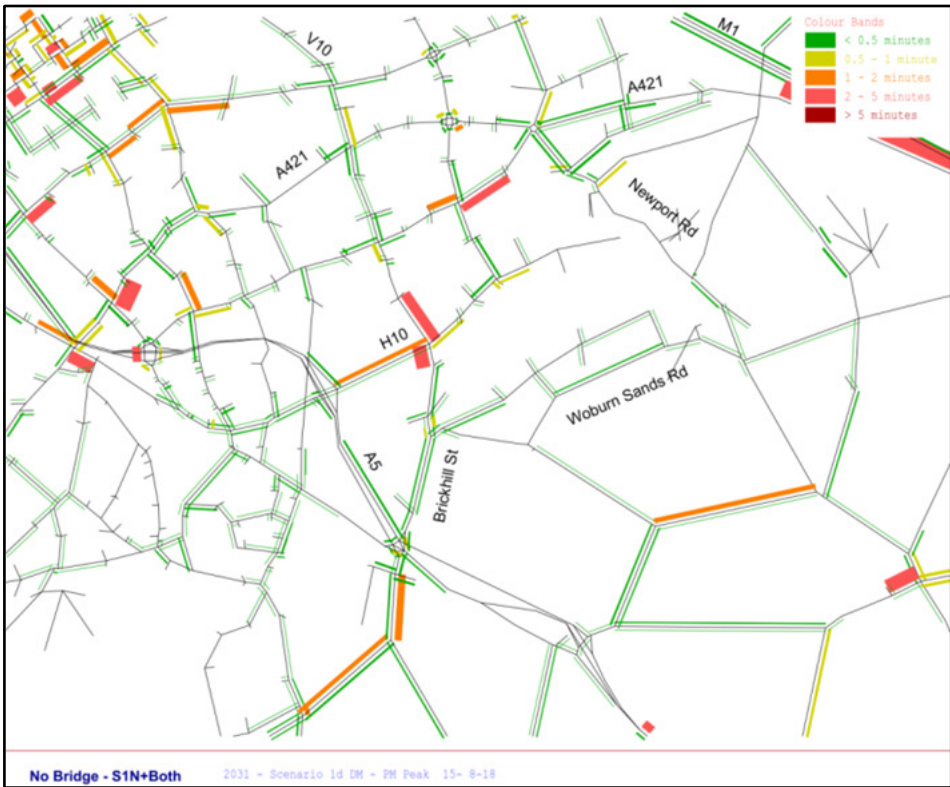 Colour Bands
< 0.5 minutes
0.5 - 1 minute
1 - 2 minutes
2 - 5 minutes
> 5 minutes
M1
V10
A421
A421
Newport Rd
H10
Woburn Sands Rd
A5
Brickhill St
No Bridge - S1N+Both 2031 - Scenario 1d DM - PM Peak 15- 8-18